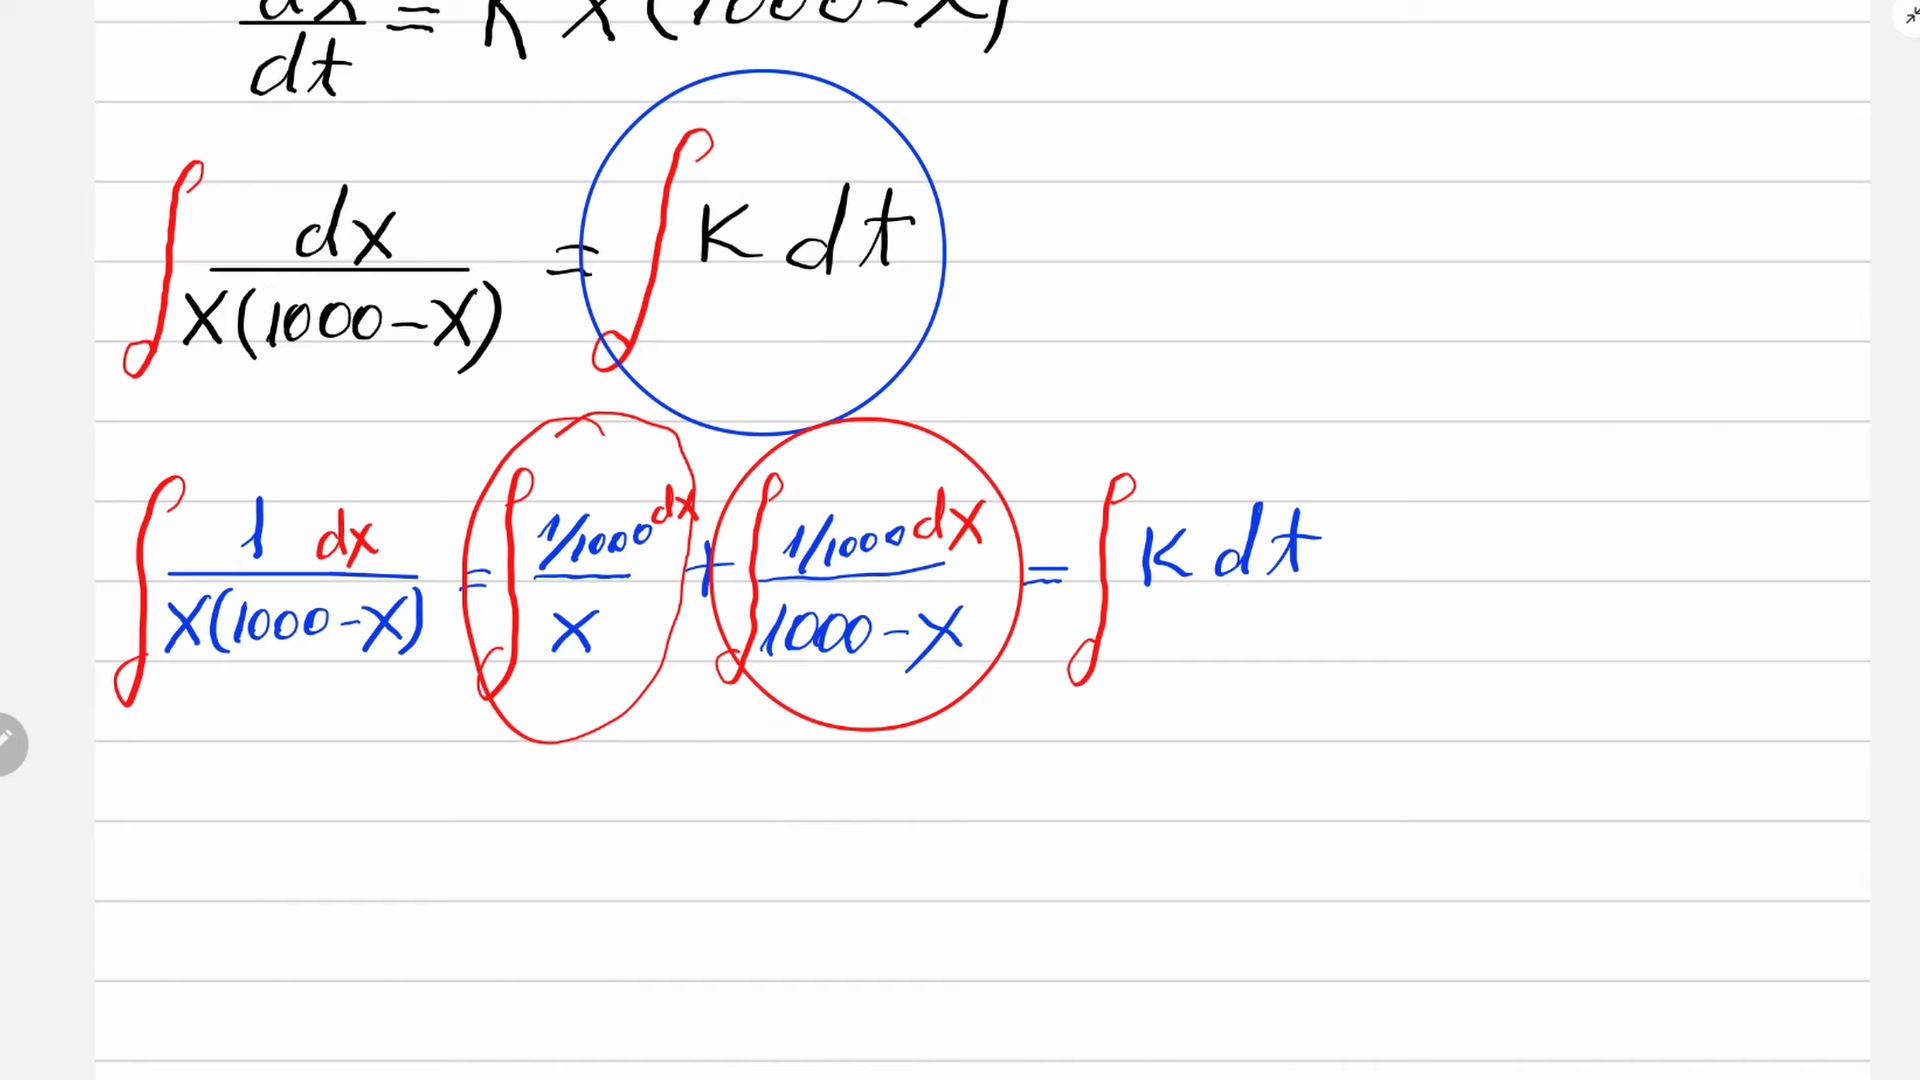 dx/dt = K X (1000-X)
∫ dx / X(1000-X) = ∫ K dt
∫ 1 dx / X(1000-X) = ∫ 1/1000 dx / X + ∫ 1/1000 dx / 1000-X = ∫ K dt